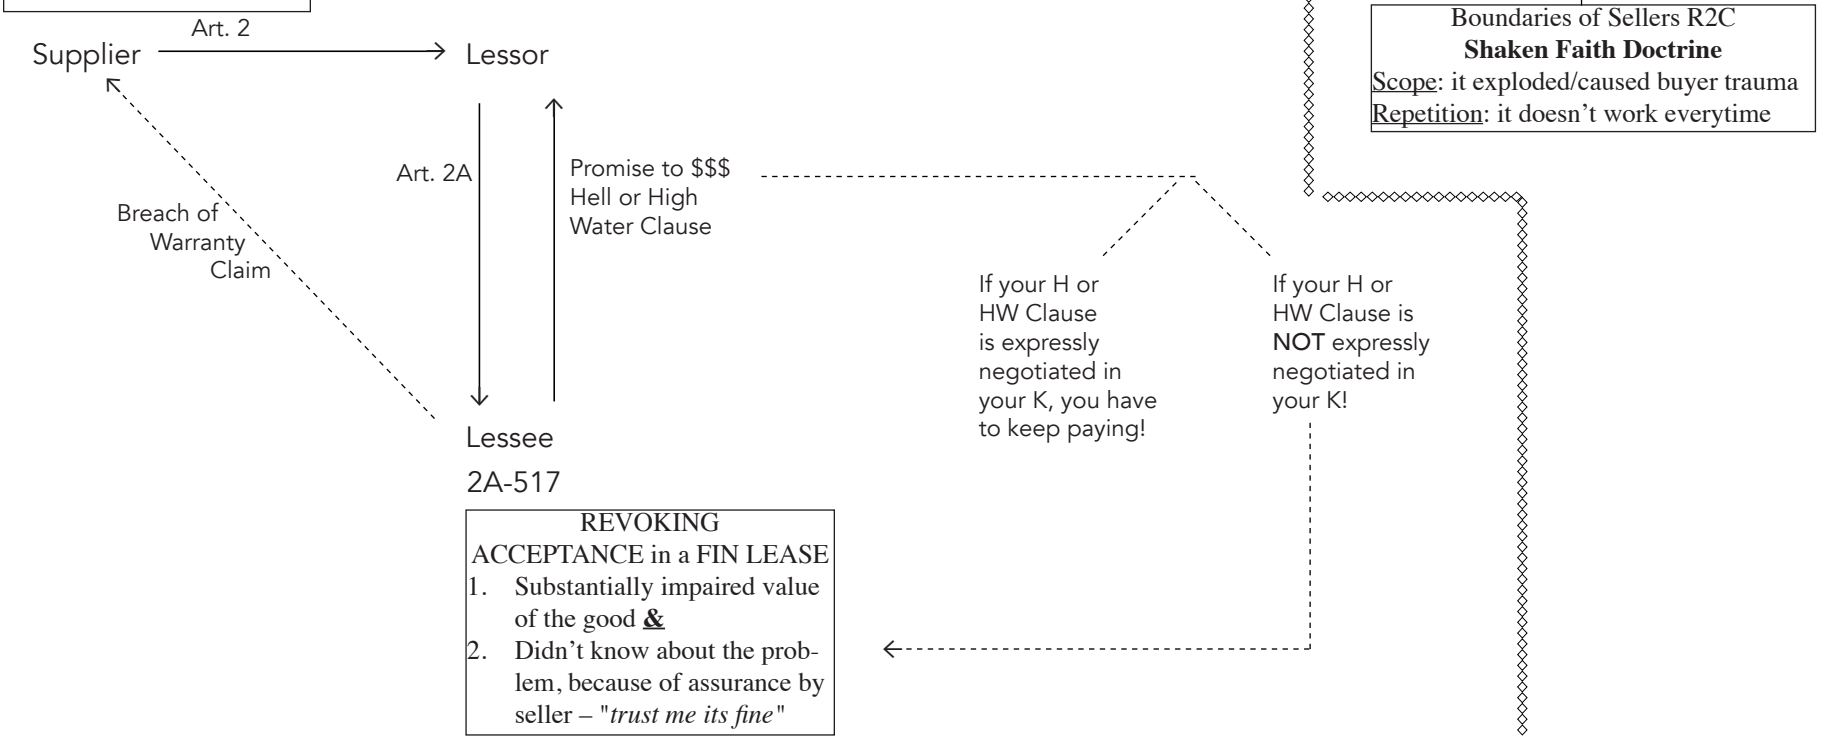 Art. 2
Supplier
Lessor
Boundaries of Sellers R2C
Shaken Faith Doctrine
Scope: it exploded/caused buyer trauma
Repetition: it doesn’t work everytime
Art. 2A
Promise to $$$
Hell or High
Water Clause
Breach of
Warranty
Claim
If your H or
HW Clause
is expressly
negotiated in
your K, you have
to keep paying!
If your H or
HW Clause is
NOT expressly
negotiated in
your K!
Lessee
2A-517
REVOKING
ACCEPTANCE in a FIN LEASE
1. Substantially impaired value
of the good &
2. Didn’t know about the prob-
lem, because of assurance by
seller – "trust me its fine"